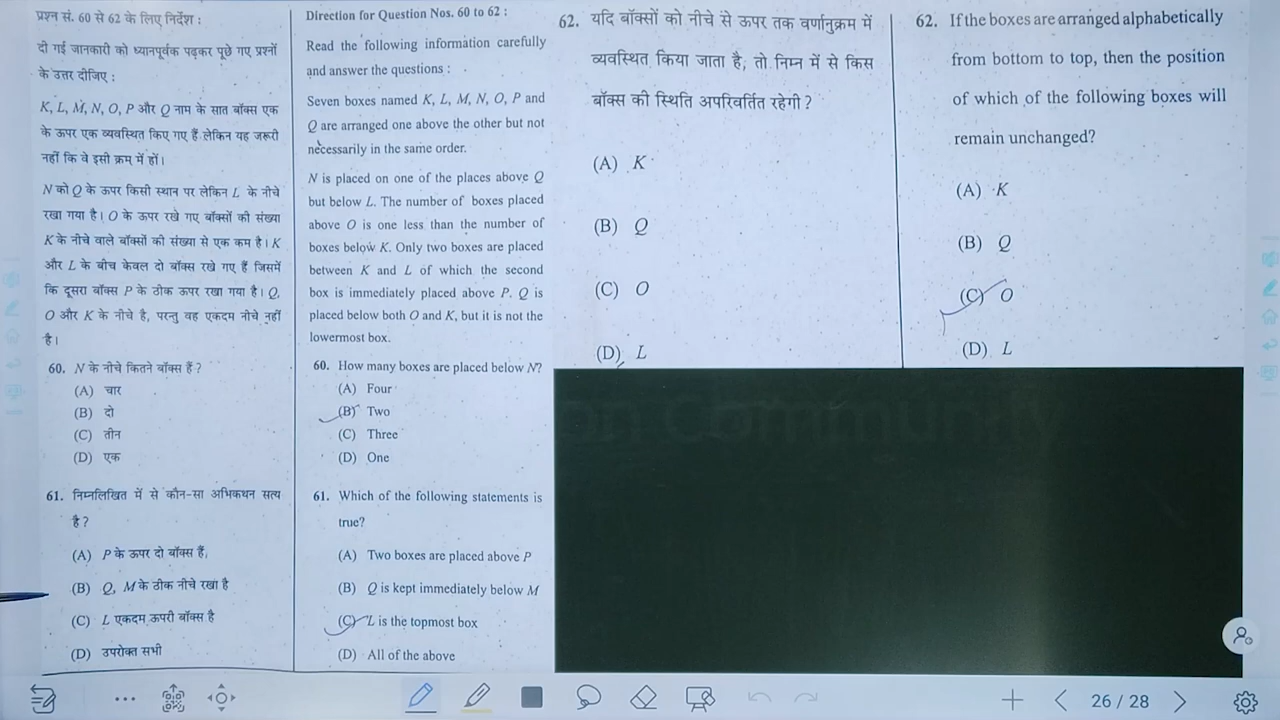 प्रश्न सं. 60 से 62 के लिए निर्देश :
दी गई जानकारी को ध्यानपूर्वक पढ़कर पूछे गए प्रश्नों
के उत्तर दीजिए :
K, L, M, N, O, P और Q नाम के सात बॉक्स एक
के ऊपर एक व्यवस्थित किए गए हैं लेकिन यह जरूरी
नहीं कि वे इसी क्रम में हों।
N को Q के ऊपर किसी स्थान पर लेकिन L के नीचे
रखा गया है। O के ऊपर रखे गए बॉक्सों की संख्या
K के नीचे वाले बॉक्सों की संख्या से एक कम है। K
और L के बीच केवल दो बॉक्स रखे गए हैं जिसमें
कि दूसरा बॉक्स P के ठीक ऊपर रखा गया है। Q,
O और K के नीचे है, परन्तु वह एकदम नीचे नहीं
है।
60. N के नीचे कितने बॉक्स हैं ?
(A) चार
(B) दो
(C) तीन
(D) एक
61. निम्नलिखित में से कौन-सा अभिकथन सत्य
है ?
(A) P के ऊपर दो बॉक्स हैं,
(B) Q, M के ठीक नीचे रखा है
(C) L एकदम ऊपरी बॉक्स है
(D) उपरोक्त सभी
Direction for Question Nos. 60 to 62 :
Read the following information carefully
and answer the questions :
Seven boxes named K, L, M, N, O, P and
Q are arranged one above the other but not
necessarily in the same order.
N is placed on one of the places above Q
but below L. The number of boxes placed
above O is one less than the number of
boxes below K. Only two boxes are placed
between K and L of which the second
box is immediately placed above P. Q is
placed below both O and K, but it is not the
lowermost box.
60. How many boxes are placed below N?
(A) Four
(B) Two
(C) Three
(D) One
61. Which of the following statements is
true?
(A) Two boxes are placed above P
(B) Q is kept immediately below M
(C) L is the topmost box
(D) All of the above
62. यदि बॉक्सों को नीचे से ऊपर तक वर्णानुक्रम में
व्यवस्थित किया जाता है, तो निम्न में से किस
बॉक्स की स्थिति अपरिवर्तित रहेगी ?
(A) K
(B) Q
(C) O
(D) L
62. If the boxes are arranged alphabetically
from bottom to top, then the position
of which of the following boxes will
remain unchanged?
(A) K
(B) Q
(C) O
(D) L
on Community
26 / 28